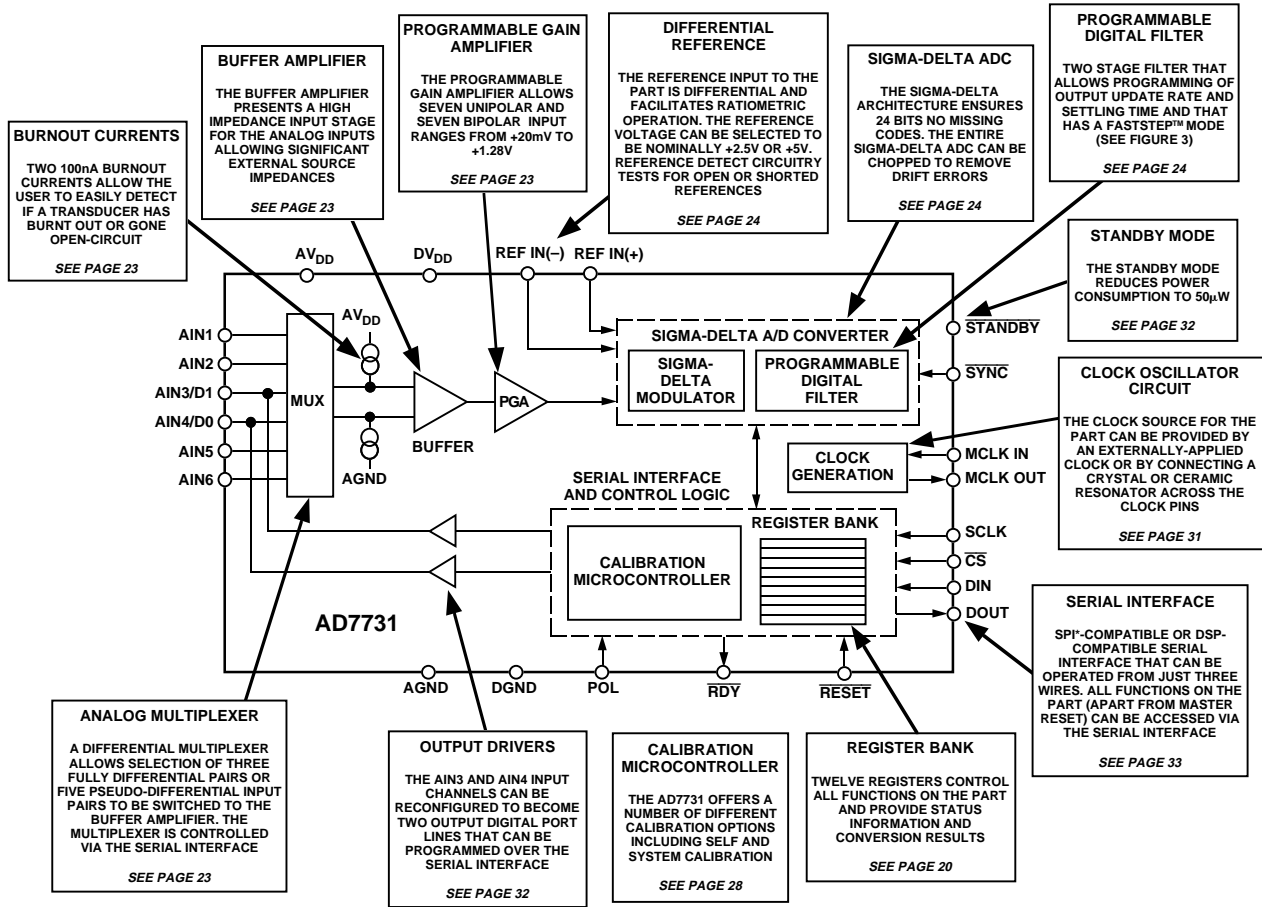 PROGRAMMABLE GAIN
AMPLIFIER
THE PROGRAMMABLE
GAIN AMPLIFIER ALLOWS
SEVEN UNIPOLAR AND
SEVEN BIPOLAR INPUT
RANGES FROM +20mV TO
+1.28V
SEE PAGE 23
DIFFERENTIAL
REFERENCE
THE REFERENCE INPUT TO THE
PART IS DIFFERENTIAL AND
FACILITATES RATIOMETRIC
OPERATION. THE REFERENCE
VOLTAGE CAN BE SELECTED TO
BE NOMINALLY +2.5V OR +5V.
REFERENCE DETECT CIRCUITRY
TESTS FOR OPEN OR SHORTED
REFERENCES
SEE PAGE 24
PROGRAMMABLE
DIGITAL FILTER
TWO STAGE FILTER THAT
ALLOWS PROGRAMMING OF
OUTPUT UPDATE RATE AND
SETTLING TIME AND THAT
HAS A FASTSTEP™ MODE
(SEE FIGURE 3)
SEE PAGE 24
BUFFER AMPLIFIER
THE BUFFER AMPLIFIER
PRESENTS A HIGH
IMPEDANCE INPUT STAGE
FOR THE ANALOG INPUTS
ALLOWING SIGNIFICANT
EXTERNAL SOURCE
IMPEDANCES
SEE PAGE 23
SIGMA-DELTA ADC
THE SIGMA-DELTA
ARCHITECTURE ENSURES
24 BITS NO MISSING
CODES. THE ENTIRE
SIGMA-DELTA ADC CAN BE
CHOPPED TO REMOVE
DRIFT ERRORS
SEE PAGE 24
BURNOUT CURRENTS
TWO 100nA BURNOUT
CURRENTS ALLOW THE
USER TO EASILY DETECT
IF A TRANSDUCER HAS
BURNT OUT OR GONE
OPEN-CIRCUIT
SEE PAGE 23
STANDBY MODE
THE STANDBY MODE
REDUCES POWER
CONSUMPTION TO 50μW
SEE PAGE 32
AVDD
DVDD
REF IN(–)
REF IN(+)
AIN1
AIN2
AIN3/D1
AIN4/D0
AIN5
AIN6
MUX
AVDD
AGND
BUFFER
PGA
SIGMA-DELTA A/D CONVERTER
SIGMA-
DELTA
MODULATOR
PROGRAMMABLE
DIGITAL
FILTER
STANDBY
SYNC
CLOCK
GENERATION
MCLK IN
MCLK OUT
CLOCK OSCILLATOR
CIRCUIT
THE CLOCK SOURCE FOR THE
PART CAN BE PROVIDED BY
AN EXTERNALLY-APPLIED
CLOCK OR BY CONNECTING A
CRYSTAL OR CERAMIC
RESONATOR ACROSS THE
CLOCK PINS
SEE PAGE 31
SERIAL INTERFACE
AND CONTROL LOGIC
REGISTER BANK
CALIBRATION
MICROCONTROLLER
SCLK
CS
DIN
DOUT
AD7731
AGND
DGND
POL
RDY
RESET
SERIAL INTERFACE
SPI*-COMPATIBLE OR DSP-
COMPATIBLE SERIAL
INTERFACE THAT CAN BE
OPERATED FROM JUST THREE
WIRES. ALL FUNCTIONS ON THE
PART (APART FROM MASTER
RESET) CAN BE ACCESSED VIA
THE SERIAL INTERFACE
SEE PAGE 33
ANALOG MULTIPLEXER
A DIFFERENTIAL MULTIPLEXER
ALLOWS SELECTION OF THREE
FULLY DIFFERENTIAL PAIRS OR
FIVE PSEUDO-DIFFERENTIAL INPUT
PAIRS TO BE SWITCHED TO THE
BUFFER AMPLIFIER. THE
MULTIPLEXER IS CONTROLLED
VIA THE SERIAL INTERFACE
SEE PAGE 23
OUTPUT DRIVERS
THE AIN3 AND AIN4 INPUT
CHANNELS CAN BE
RECONFIGURED TO BECOME
TWO OUTPUT DIGITAL PORT
LINES THAT CAN BE
PROGRAMMED OVER THE
SERIAL INTERFACE
SEE PAGE 32
CALIBRATION
MICROCONTROLLER
THE AD7731 OFFERS A
NUMBER OF DIFFERENT
CALIBRATION OPTIONS
INCLUDING SELF AND
SYSTEM CALIBRATION
SEE PAGE 28
REGISTER BANK
TWELVE REGISTERS CONTROL
ALL FUNCTIONS ON THE PART
AND PROVIDE STATUS
INFORMATION AND
CONVERSION RESULTS
SEE PAGE 20